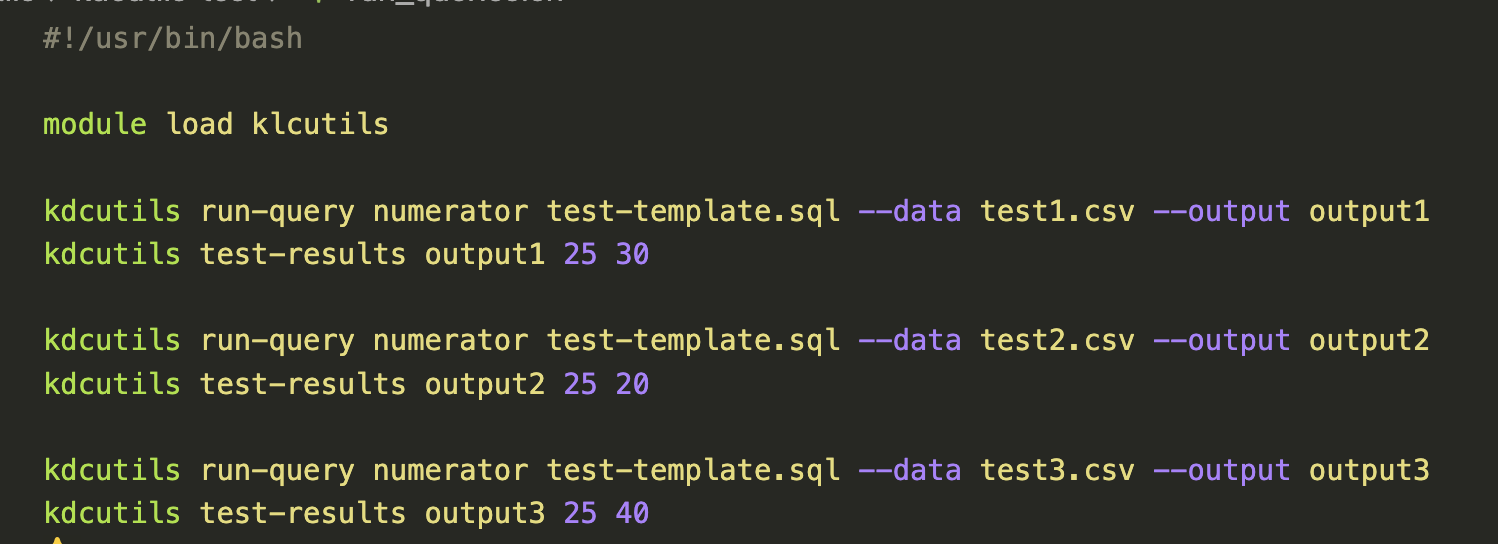 #!/usr/bin/bash
module load klcutils
kdcutils run-query numerator test-template.sql --data test1.csv --output output1
kdcutils test-results output1 25 30
kdcutils run-query numerator test-template.sql --data test2.csv --output output2
kdcutils test-results output2 25 20
kdcutils run-query numerator test-template.sql --data test3.csv --output output3
kdcutils test-results output3 25 40